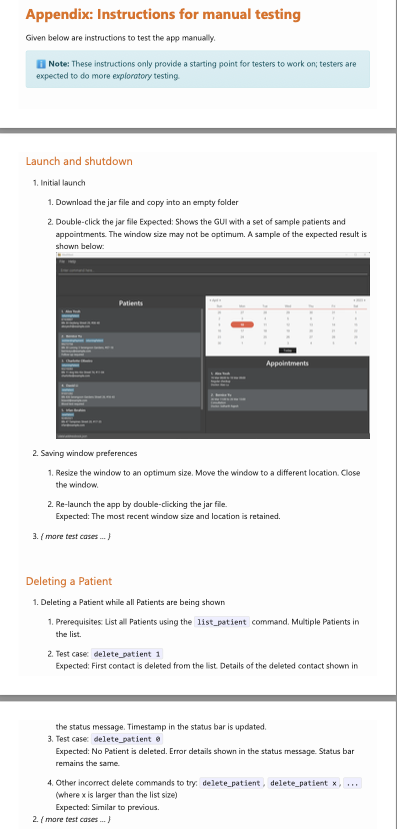 Appendix: Instructions for manual testing
Given below are instructions to test the app manually.
Note: These instructions only provide a starting point for testers to work on; testers are
expected to do more exploratory testing.
Launch and shutdown
1. Initial launch
1. Download the jar file and copy into an empty folder
2. Double-click the jar file Expected: Shows the GUI with a set of sample patients and
appointments. The window size may not be optimum. A sample of the expected result is
shown below:
File Help
Patients
Appointments
2. Saving window preferences
1. Resize the window to an optimum size. Move the window to a different location. Close
the window.
2. Re-launch the app by double-clicking the jar file.
Expected: The most recent window size and location is retained.
3. { more test cases … }
Deleting a Patient
1. Deleting a Patient while all Patients are being shown
1. Prerequisites: List all Patients using the list_patient command. Multiple Patients in
the list.
2. Test case: delete_patient 1
Expected: First contact is deleted from the list. Details of the deleted contact shown in
the status message. Timestamp in the status bar is updated.
3. Test case: delete_patient 0
Expected: No Patient is deleted. Error details shown in the status message. Status bar
remains the same.
4. Other incorrect delete commands to try: delete_patient, delete_patient x, ...
(where x is larger than the list size)
Expected: Similar to previous.
2. { more test cases … }